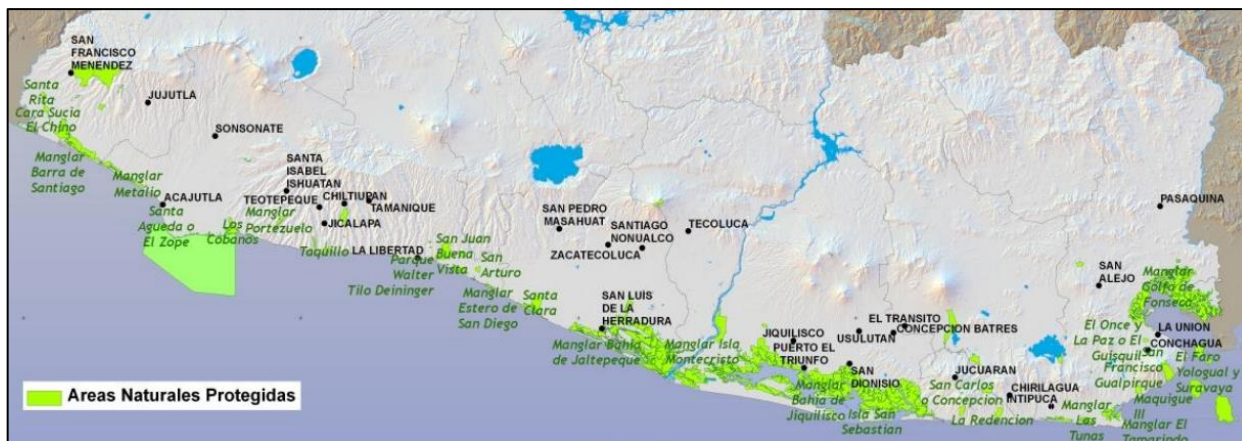 SAN
FRANCISCO
MENENDEZ
Santa
Rita
Cara Sucia
El Chino
JUJUTLA
SONSONATE
Manglar
Barra de
Santiago
Manglar
Metalio
ACAJUTLA
Santa
Agueda o
El Zope
Los
Cobanos
SANTA
ISABEL
ISHUATAN
TEOTEPEQUE
CHILTIUPAN
TAMANIQUE
JICALAPA
Manglar
Portezuelo
Taquillo
LA LIBERTAD
Parque
Walter
Tilo Deininger
San Juan
Buena
Vista
San
Arturo
Manglar
Estero de
San Diego
Santa
Clara
SAN PEDRO
MASAHUAT
SANTIAGO
NONUALCO
ZACATECOLUCA
TECOLUCA
SAN LUIS
DE LA
HERRADURA
Manglar Bahia
de Jaltepeque
Manglar Isla
Montecristo
JIQUILISCO
PUERTO EL
TRIUNFO
USULUTAN
EL TRANSITO
CONCEPCION BATRES
SAN
DIONISIO
Manglar
Bahia de
Jiquilisco
Isla San
Sebastian
JUCUARAN
San Carlos
o Concepcion
CHIRILAGUA
INTIPUCA
La Redencion
Manglar
Las
Tunas
PASAQUINA
SAN
ALEJO
Manglar
Golfo de
Fonseca
LA UNION
CONCHAGUA
El Once y
La Paz o El
Guisquil
San
Francisco
Gualpirque
El Faro
Yologual y
Suravaya
Maquigue
III
Manglar El
Tamarindo
Areas Naturales Protegidas